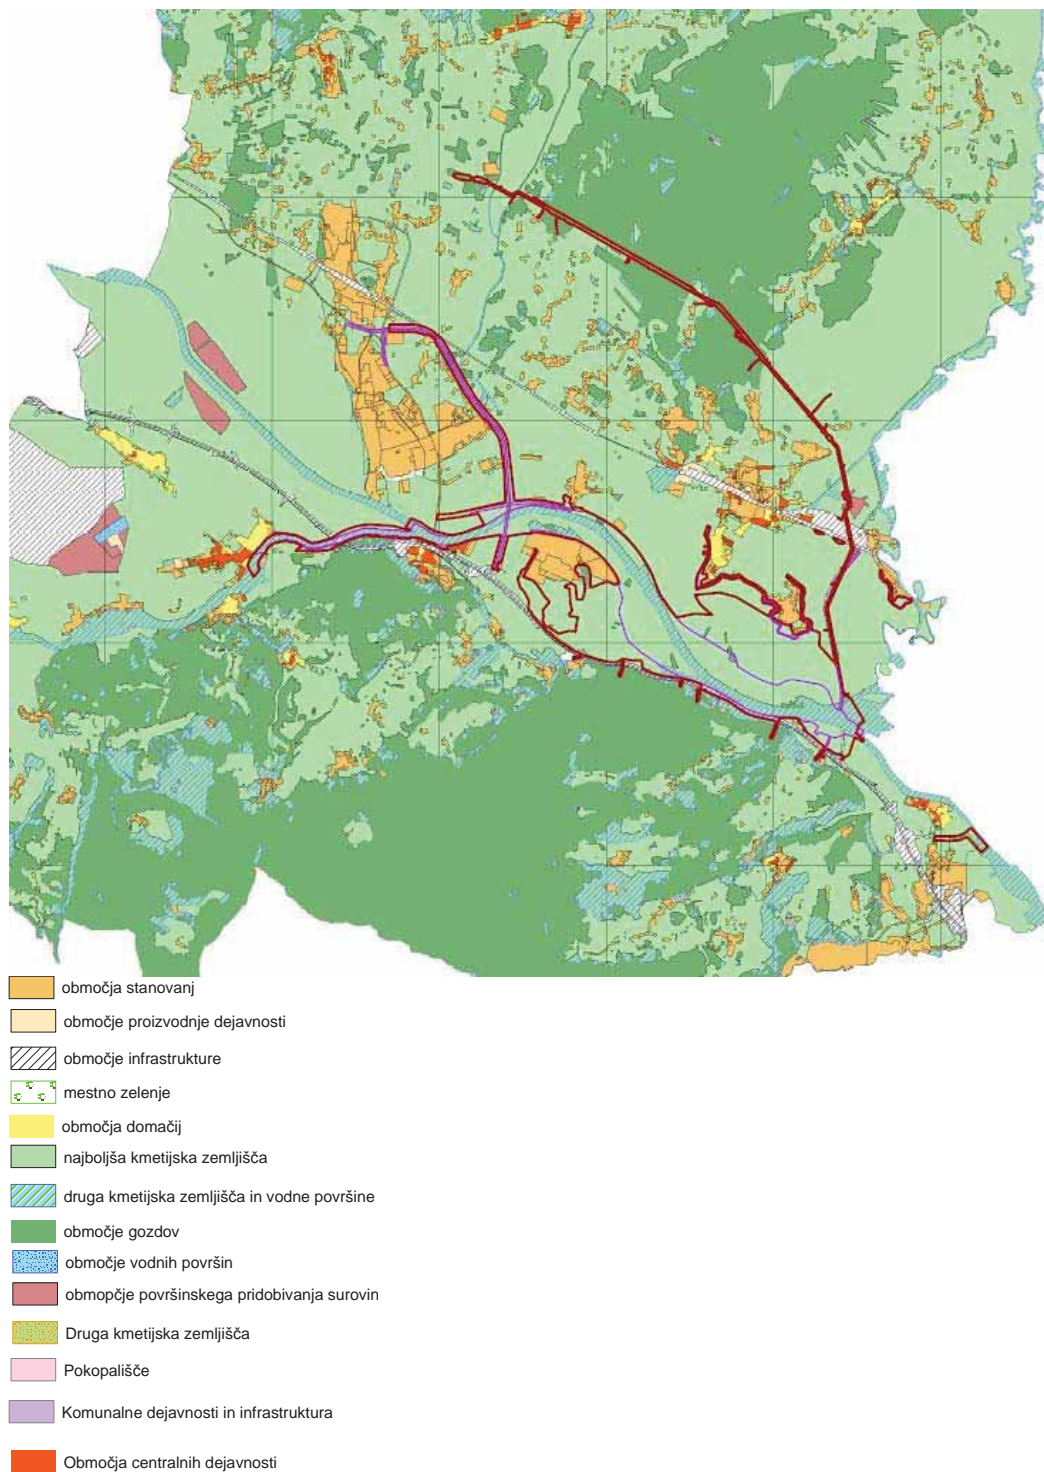 območja stanovanj
območje proizvodnje dejavnosti
območje infrastrukture
mestno zelenje
območja domačij
najboljša kmetijska zemljišča
druga kmetijska zemljišča in vodne površine
območje gozdov
območje vodnih površin
obmopčje površinskega pridobivanja surovin
Druga kmetijska zemljišča
Pokopališče
Komunalne dejavnosti in infrastruktura
Območja centralnih dejavnosti